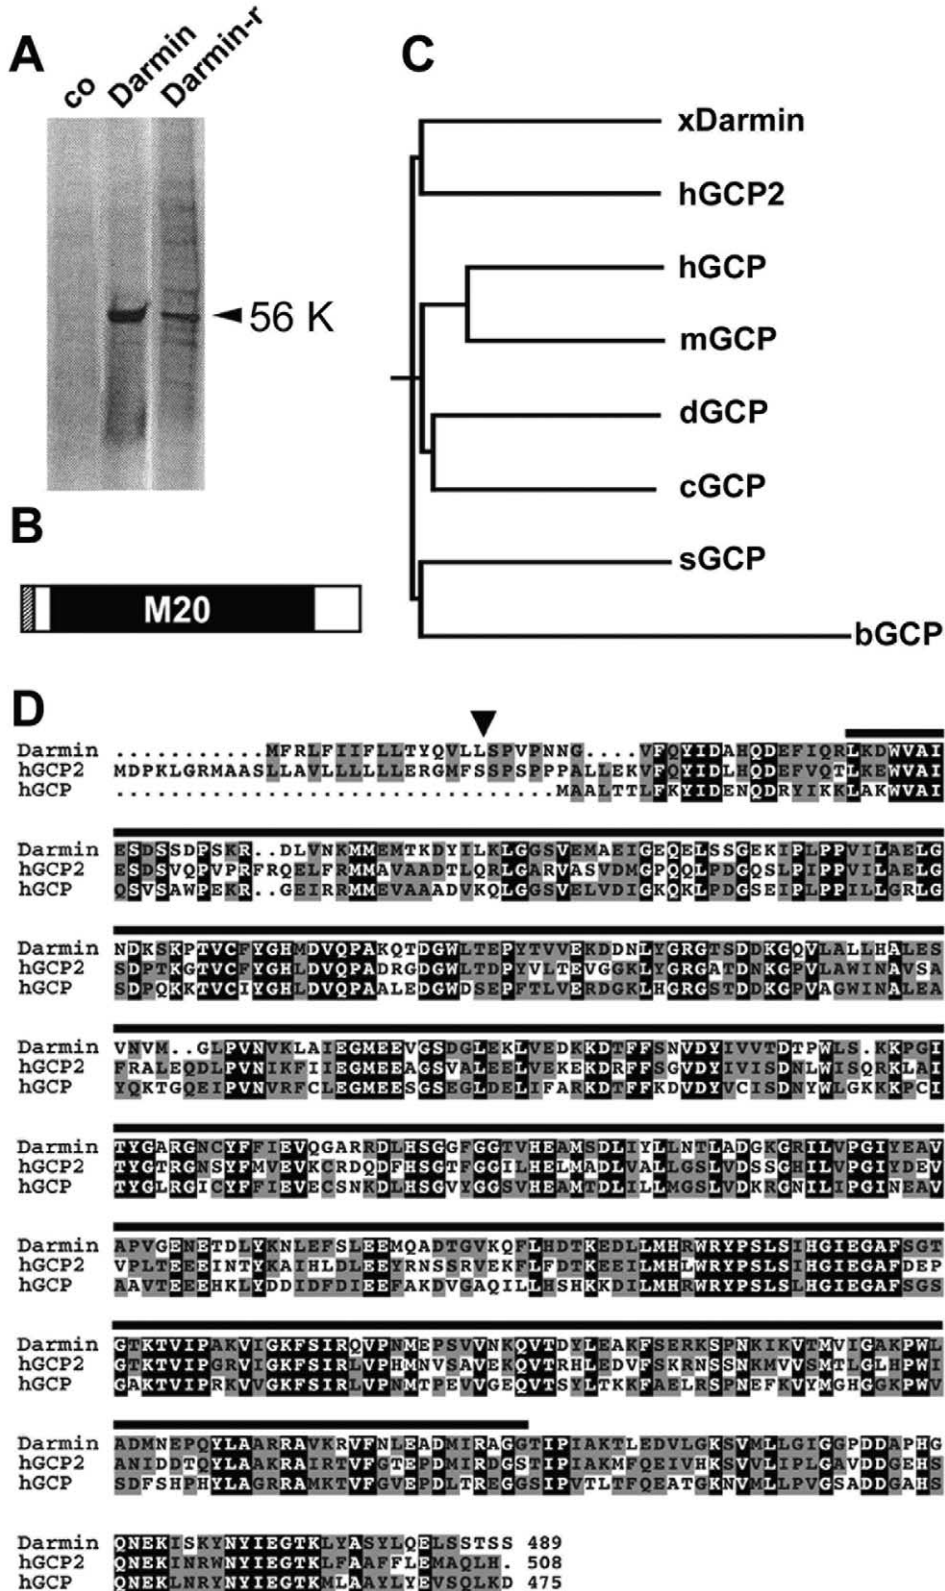 A
co
Darmin
Darmin-r
56 K
B
M20
C
xDarmin
hGCP2
hGCP
mGCP
dGCP
cGCP
sGCP
bGCP
D
Darmin ...........MFRLFIIFLLTYQVLLSPVPNNG....VFQYIDAHQDEFIQRLKDWVAI
hGCP2 MDPKLGRMAASLLAVLLLLLLERGMFSSPSPPPALLEKVFQYIDLHQDEFVQTLKEWVAI
hGCP ................................MAALTTLFKYIDENQDRYIKKLAKWVAI
Darmin ESDSSDPSKR..DLVNKMMEMTKDYILKLGGSVEMAEIGEQELSSGEKIPLPPVILAELG
hGCP2 ESDSVQPVPRFRQELFRMMAVAADTLQRLGARVASVDMGPQQLPDGQSLPIPPVILAELG
hGCP QSVSAWPEKR..GEIRRMMEVAAADVKQLGGSVELVDIGKQKLPDGSEIPLPPILLGRLG
Darmin NDKSKPTVCFYGHMDVQPAKQTDGWLTEPYTVVEKDDNLYGRGTSDDKGQVLALLHALES
hGCP2 SDPTKGTVCFYGHLDVQPADRGDGWLTDPYVLTEVGGKLYGRGATDNKGPVLAWINAVSA
hGCP SDPQKKTVCIYGHLDVQPAALEDGWDSEPFTLVERDGKLHGRGSTDDKGPVAGWINALEA
Darmin VNVM..GLPVNVKLAIEGMEEVGSDGLEKLVEDKKDTFFSNVDYIVVTDTPWLS.KKPGI
hGCP2 FRALEQDLPVNIKFIIEGMEEAGSVALEELVEKEKDRFFSGVDYIVISDNLWISQRKLAI
hGCP YQKTGQEIPVNVRFCLEGMEESGSEGLDELIFARKDTFFKDVDYVCISDNYWLGKKKPCI
Darmin TYGARGNCYFFIEVQGARRDLHSGGFGGTVHEAMSDLIYLLNTLADGKGRILVPGIYEAV
hGCP2 TYGTRGNSYFMVEVKCRDQDFHSGTFGGILHELMADLVALLGSLVDSSGHILVPGIYDEV
hGCP TYGLRGICYFFIEVECSNKDLHSGVYGGSVHEAMTDLILLMGSLVDKRGNILIPGINEAV
Darmin APVGENETDLYKNLEFSLEEMQADTGVKQFLHDTKEDLLMHRWRYPSLSIHGIEGAFSGT
hGCP2 VPLTEEEINTYKAIHLDLEEYRNSSRVEKFLFDTKEEILMHLWRYPSLSIHGIEGAFDEP
hGCP AAVTEEEHKLYDDIDFDIEEFAKDVGAQILLHSHKKDILMHRWRYPSLSLHGIEGAFSGS
Darmin GTKTVIPAKVIGKFSIRQVPNMEPSVVNKQVTDYLEAKFSERKSPNKIKVTMVIGAKPWL
hGCP2 GTKTVIPGRVIGKFSIRLVPHMNVSAVEKQVTRHLEDVFSKRNSSNKMVVSMTLGLHPWI
hGCP GAKTVIPRKVVGKFSIRLVPNMTPEVVGEQVTSYLTKKFAELRSPNEFKVYMGHGGKPWV
Darmin ADMNEPQYLAARRAVKRVFNLEADMIRAGGTIPIAKTLEDVLGKSVMLLGIGGPDDAPHG
hGCP2 ANIDDTQYLAAKRAIRTVFGTEPDMIRDGSTIPIAKMFQEIVHKSVVLIPLGAVDDGEHS
hGCP SDFSHPHYLAGRRAMKTVFGVEPDLTREGGSIPVTLTFQEATGKNVMLLPVGSADDGAHS
Darmin QNEKISKYNYIEGTKLYASYLQELSSTSS 489
hGCP2 QNEKINRWNYIEGTKLFAAFFLEMAQLH. 508
hGCP QNEKLNRYNYIEGTKMLAAYLYEVSQLKD 475